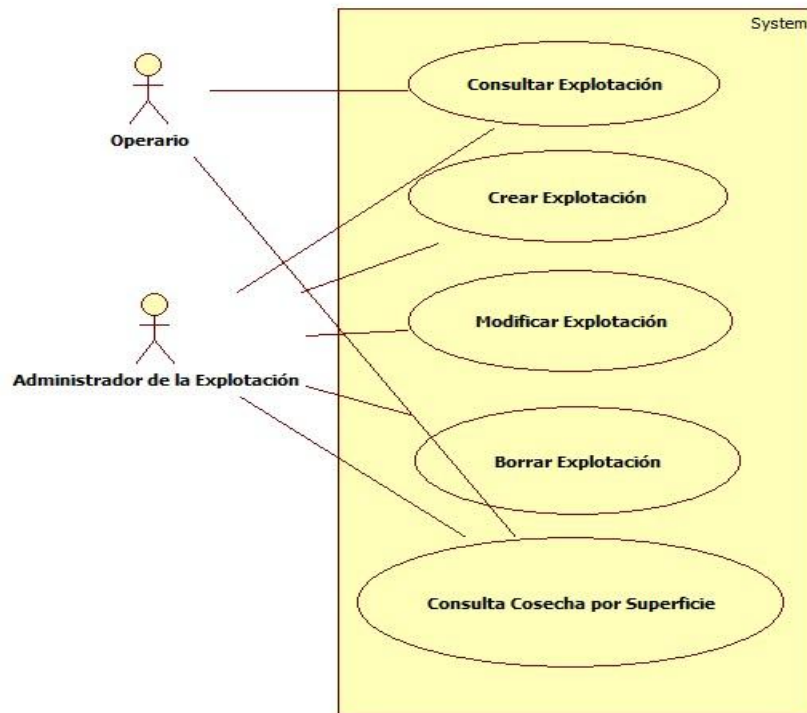 System
Consultar Explotación
Operario
Crear Explotación
Modificar Explotación
Administrador de la Explotación
Borrar Explotación
Consulta Cosecha por Superficie